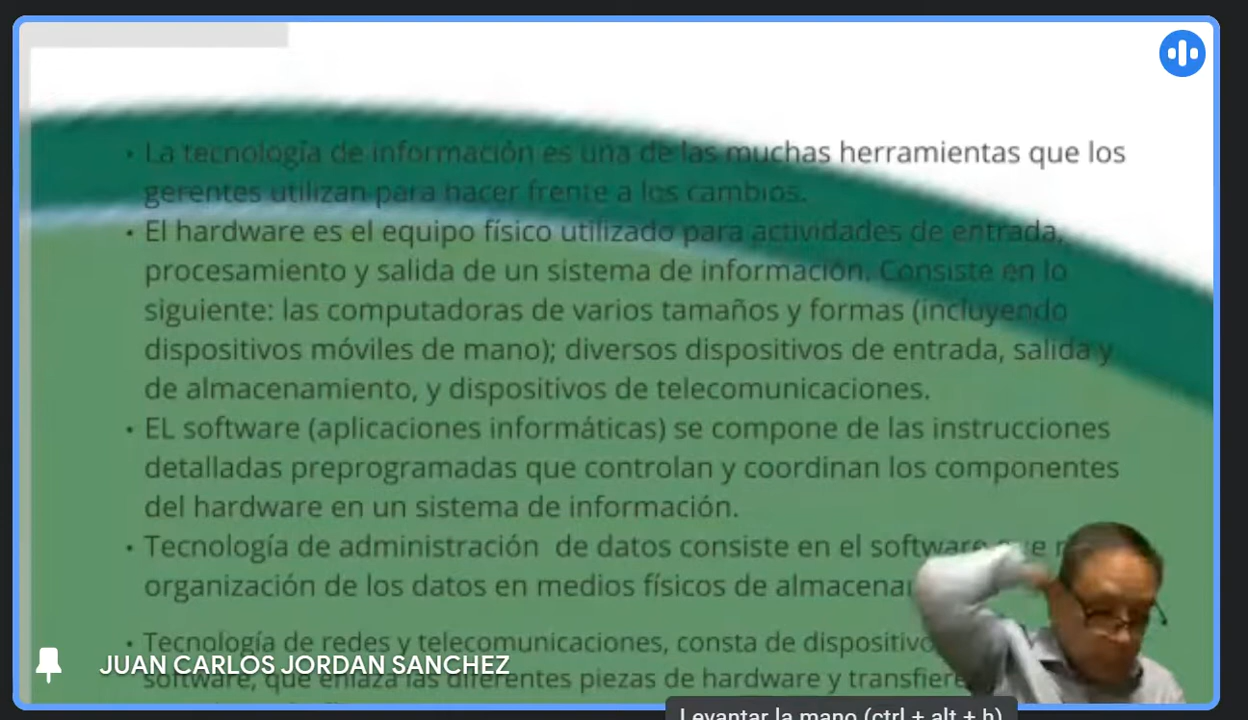 • La tecnología de información es una de las muchas herramientas que los
gerentes utilizan para hacer frente a los cambios.
• El hardware es el equipo físico utilizado para actividades de entrada,
procesamiento y salida de un sistema de información. Consiste en lo
siguiente: las computadoras de varios tamaños y formas (incluyendo
dispositivos móviles de mano); diversos dispositivos de entrada, salida y
de almacenamiento, y dispositivos de telecomunicaciones.
• EL software (aplicaciones informáticas) se compone de las instrucciones
detalladas preprogramadas que controlan y coordinan los componentes
del hardware en un sistema de información.
• Tecnología de administración de datos consiste en el software
organización de los datos en medios físicos de
• Tecnología de redes y telecomunicaciones, consta de
JUAN CARLOS JORDAN SANCHEZ
software, que enlaza las diferentes piezas de hardware y
Levantar la mano (ctrl + alt + h)